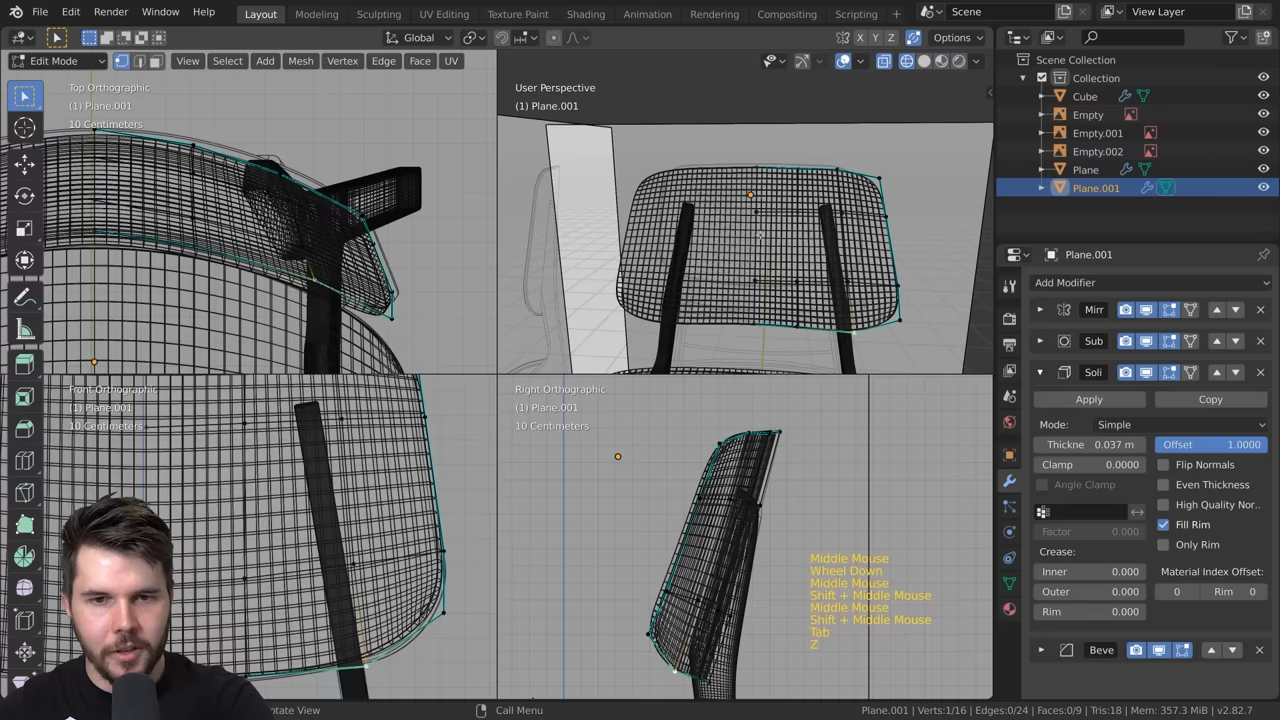 File Edit Render Window Help Layout Modeling Sculpting UV Editing Texture Paint Shading Animation Rendering Compositing Scripting Scene View Layer
Global X Y Z Options
Edit Mode View Select Add Mesh Vertex Edge Face UV
Top Orthographic
(1) Plane.001
10 Centimeters
User Perspective
(1) Plane.001
Front Orthographic
(1) Plane.001
10 Centimeters
Right Orthographic
(1) Plane.001
10 Centimeters
Middle Mouse
Wheel Down
Middle Mouse
Shift + Middle Mouse
Middle Mouse
Shift + Middle Mouse
Tab
Z
Scene Collection
Collection
Cube
Empty
Empty.001
Empty.002
Plane
Plane.001
Plane.001
Add Modifier
Mirr
Sub
Soli
Apply Copy
Mode: Simple
Thickne 0.037 m Offset 1.0000
Clamp 0.0000 Flip Normals
Angle Clamp Even Thickness
High Quality Nor..
Factor 0.000 Fill Rim
Crease: Only Rim
Inner 0.000 Material Index Offset:
Outer 0.000 0 Rim 0
Rim 0.000
Beve
otate View Call Menu Plane.001 | Verts:1/16 | Edges:0/24 | Faces:0/9 | Tris:18 | Mem: 357.3 MiB | v2.82.7